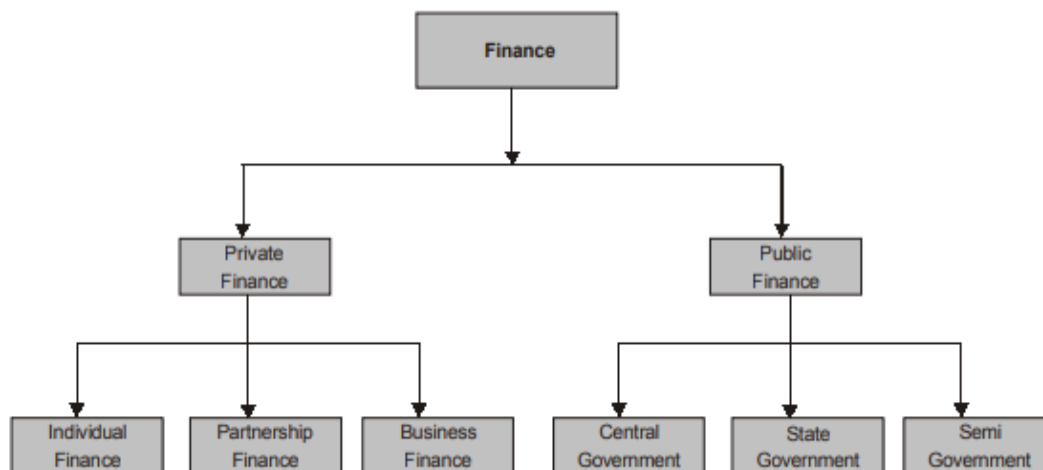 Finance
Private
Finance
Public
Finance
Individual
Finance
Partnership
Finance
Business
Finance
Central
Government
State
Government
Semi
Government